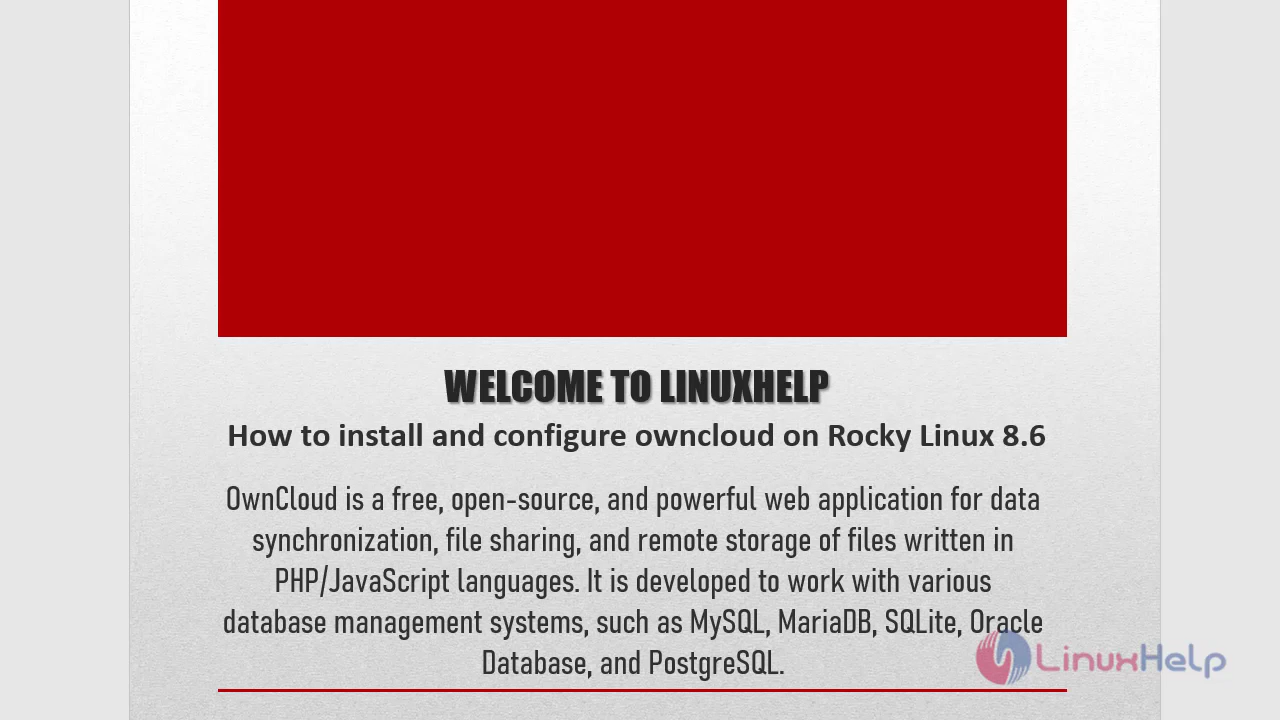 WELCOME TO LINUXHELP
How to install and configure owncloud on Rocky Linux 8.6
OwnCloud is a free, open-source, and powerful web application for data
synchronization, file sharing, and remote storage of files written in
PHP/JavaScript languages. It is developed to work with various
database management systems, such as MySQL, MariaDB, SQLite, Oracle
Database, and PostgreSQL.
LinuxHelp